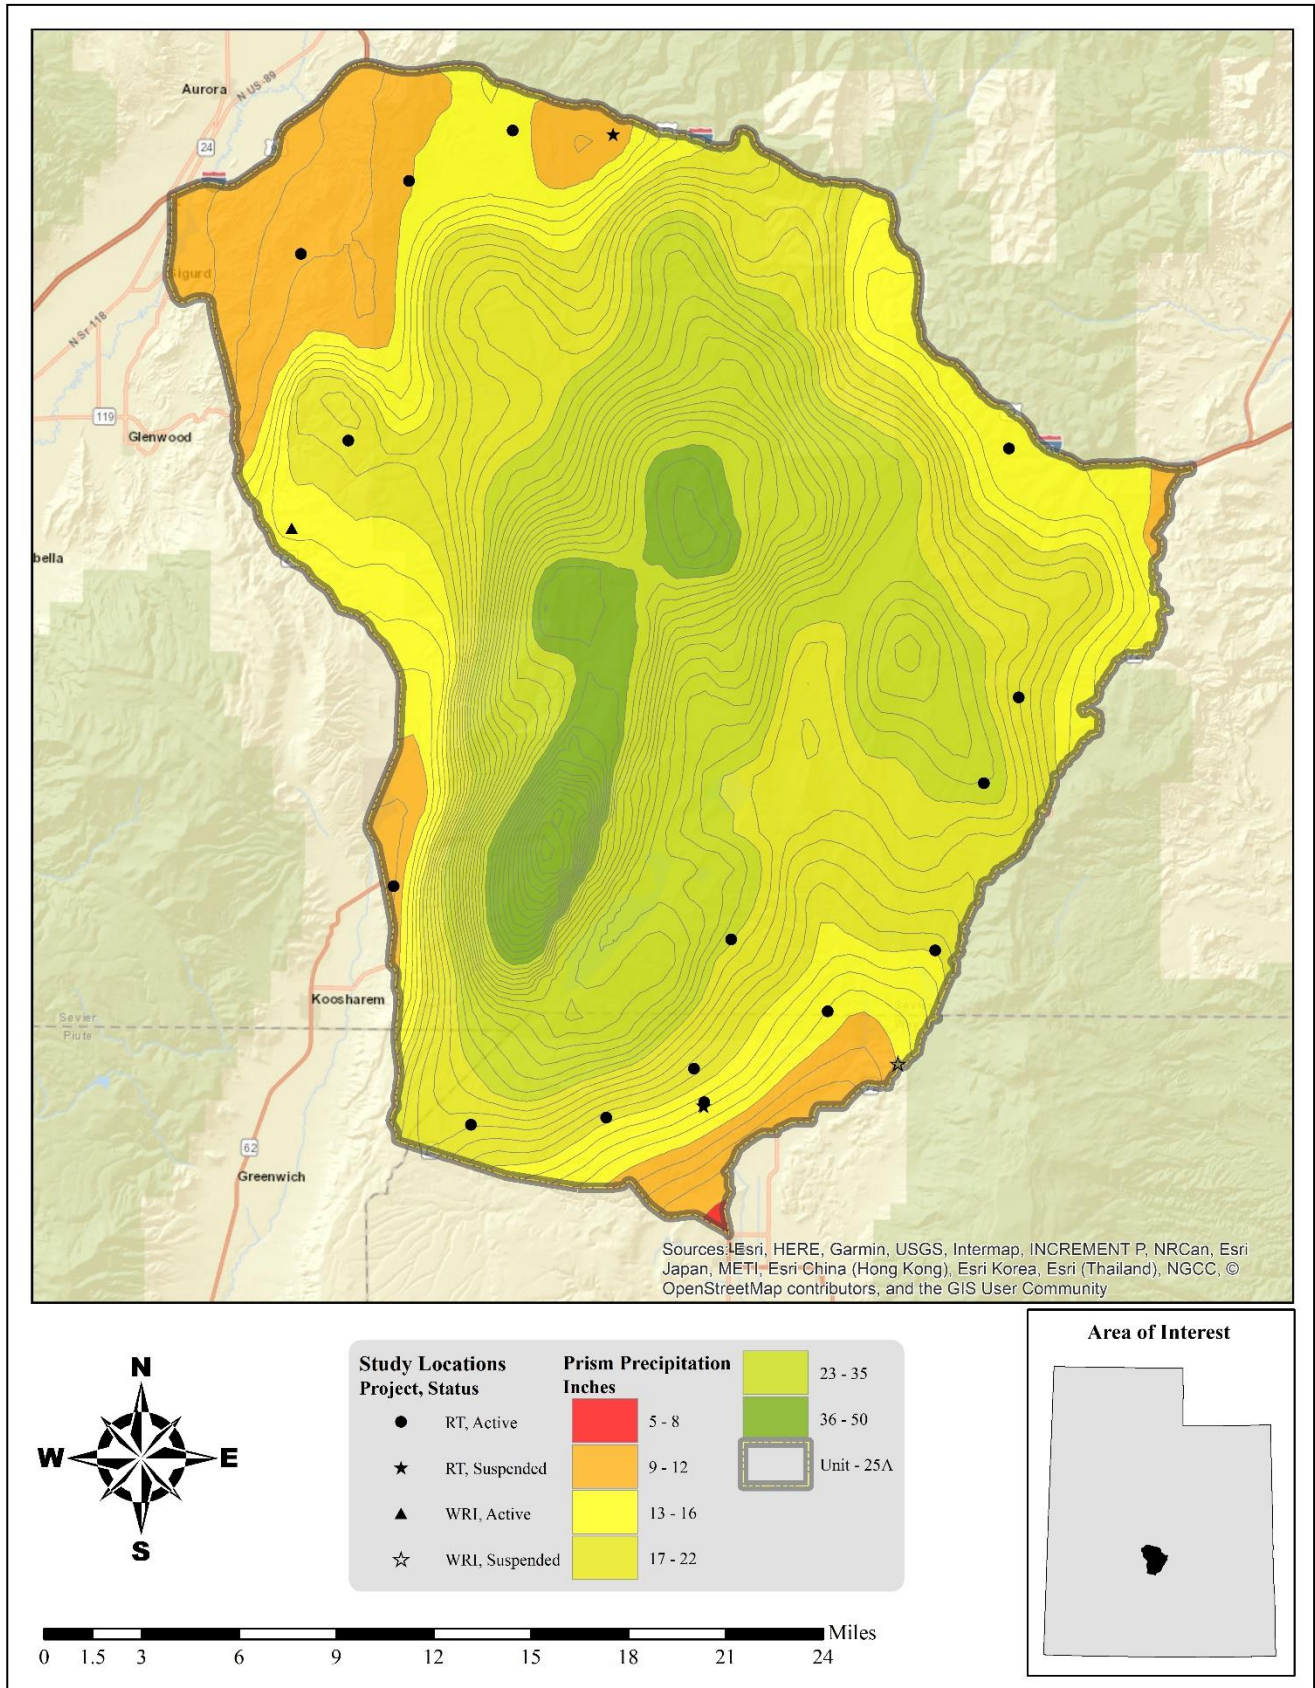 Aurora
N US-89
24
Sigurd
N Sr 118
119
Glenwood
bella
Koosharem
Sevier
Piute
62
Greenwich
Sources: Esri, HERE, Garmin, USGS, Intermap, INCREMENT P, NRCan, Esri
Japan, METI, Esri China (Hong Kong), Esri Korea, Esri (Thailand), NGCC, ©
OpenStreetMap contributors, and the GIS User Community
N
W
E
S
Study Locations
Project, Status
RT, Active
RT, Suspended
WRI, Active
WRI, Suspended
Prism Precipitation
Inches
5 - 8
9 - 12
13 - 16
17 - 22
23 - 35
36 - 50
Unit - 25A
Area of Interest
Miles
0 1.5 3 6 9 12 15 18 21 24